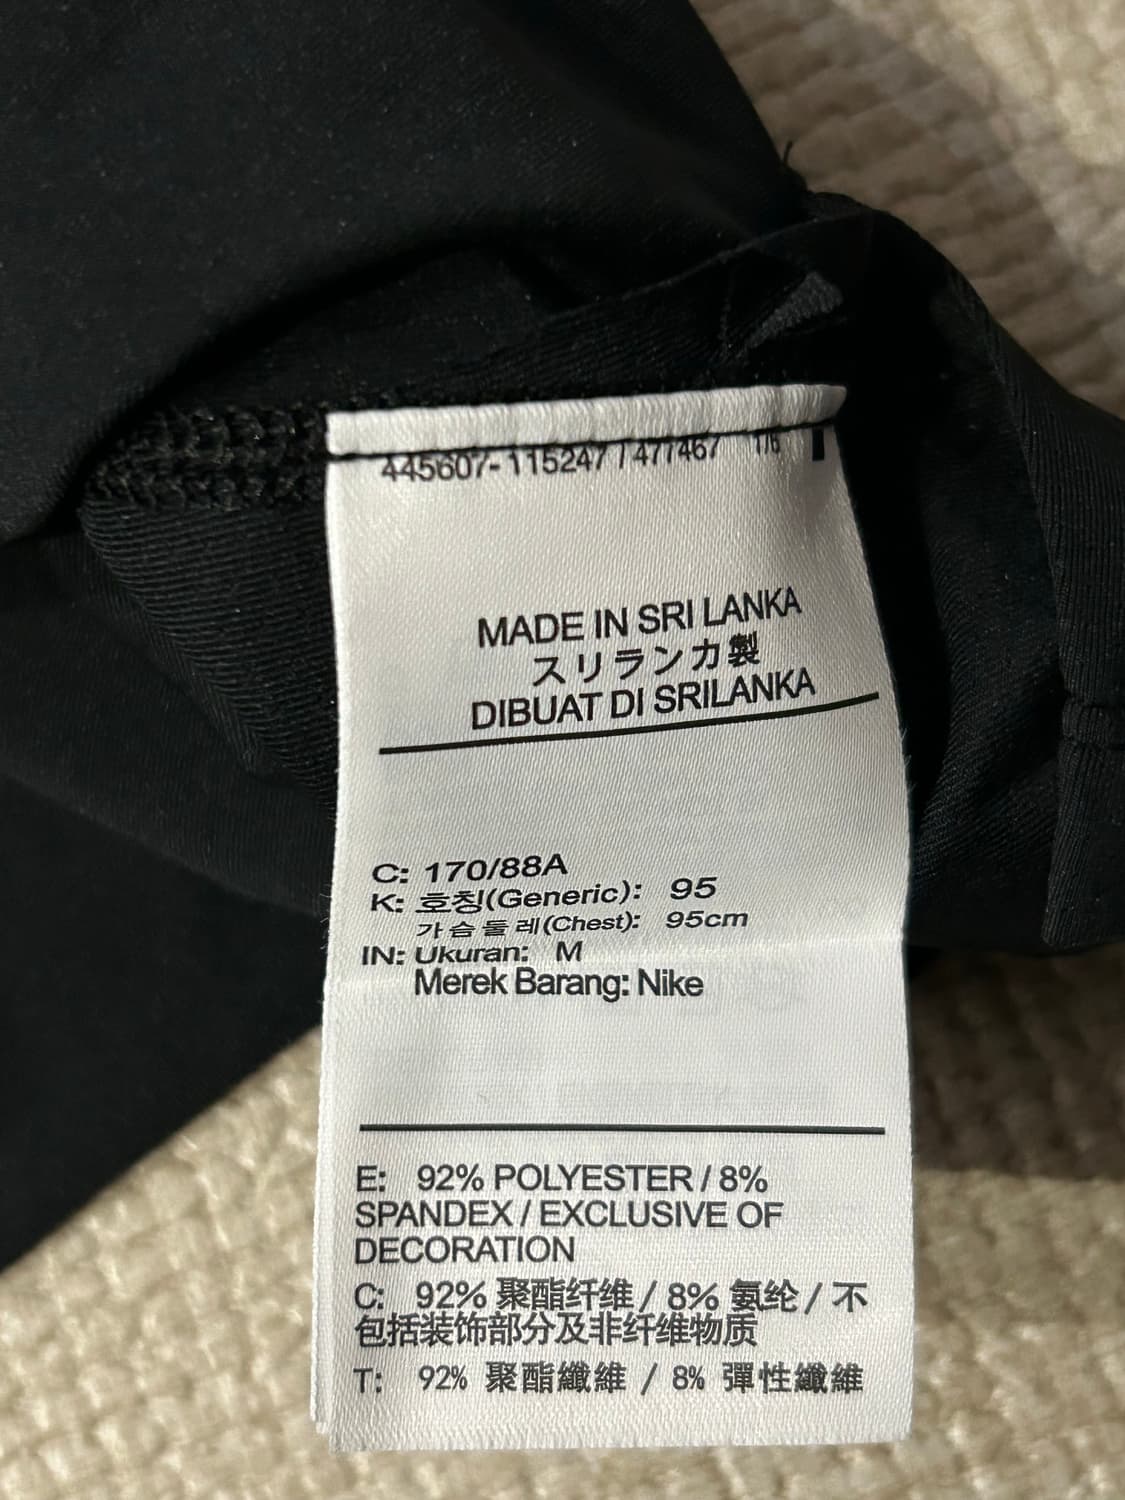 445607-115247 / 477467 1/6
MADE IN SRI LANKA
スリランカ製
DIBUAT DI SRILANKA
C: 170/88A
K: 호칭(Generic): 95
가슴둘레(Chest): 95cm
IN: Ukuran: M
Merek Barang: Nike
E: 92% POLYESTER / 8%
SPANDEX / EXCLUSIVE OF
DECORATION
C: 92% 聚酯纤维 / 8% 氨纶 / 不
包括装饰部分及非纤维物质
T: 92% 聚酯纖維 / 8% 彈性纖維